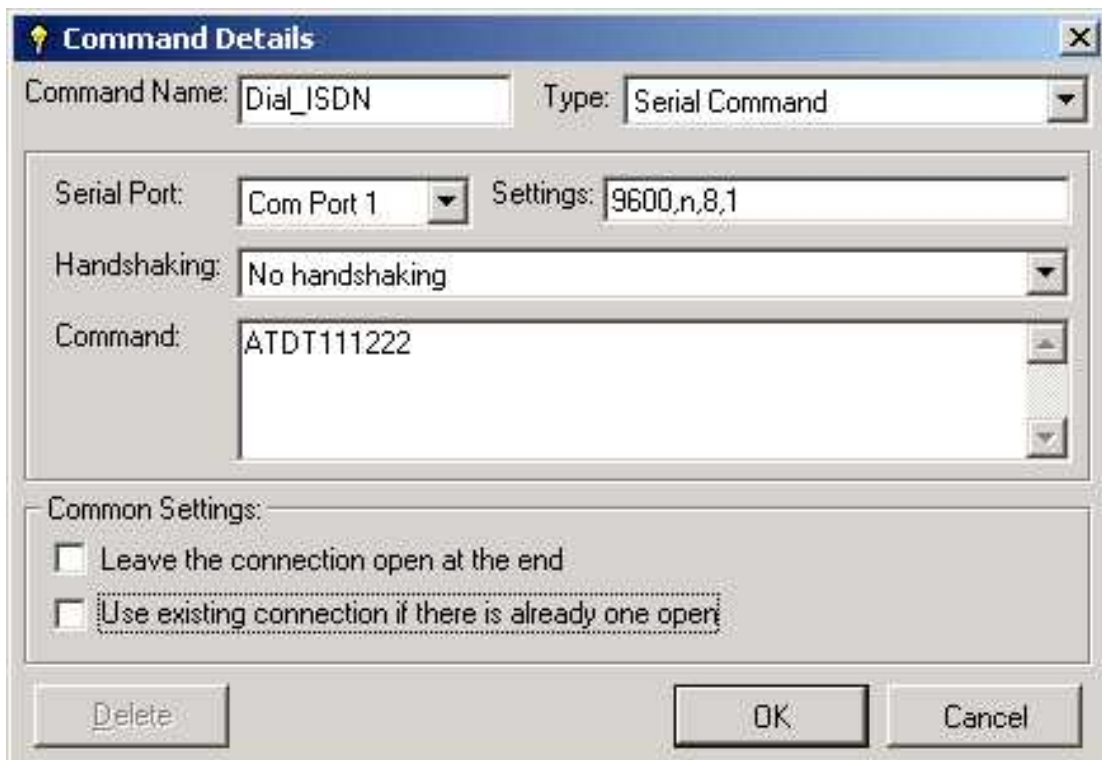 Command Details
Command Name: Dial_ISDN Type: Serial Command
Serial Port: Com Port 1 Settings: 9600,n,8,1
Handshaking: No handshaking
Command: ATDT111222
Common Settings:
Leave the connection open at the end
Use existing connection if there is already one open
Delete OK Cancel